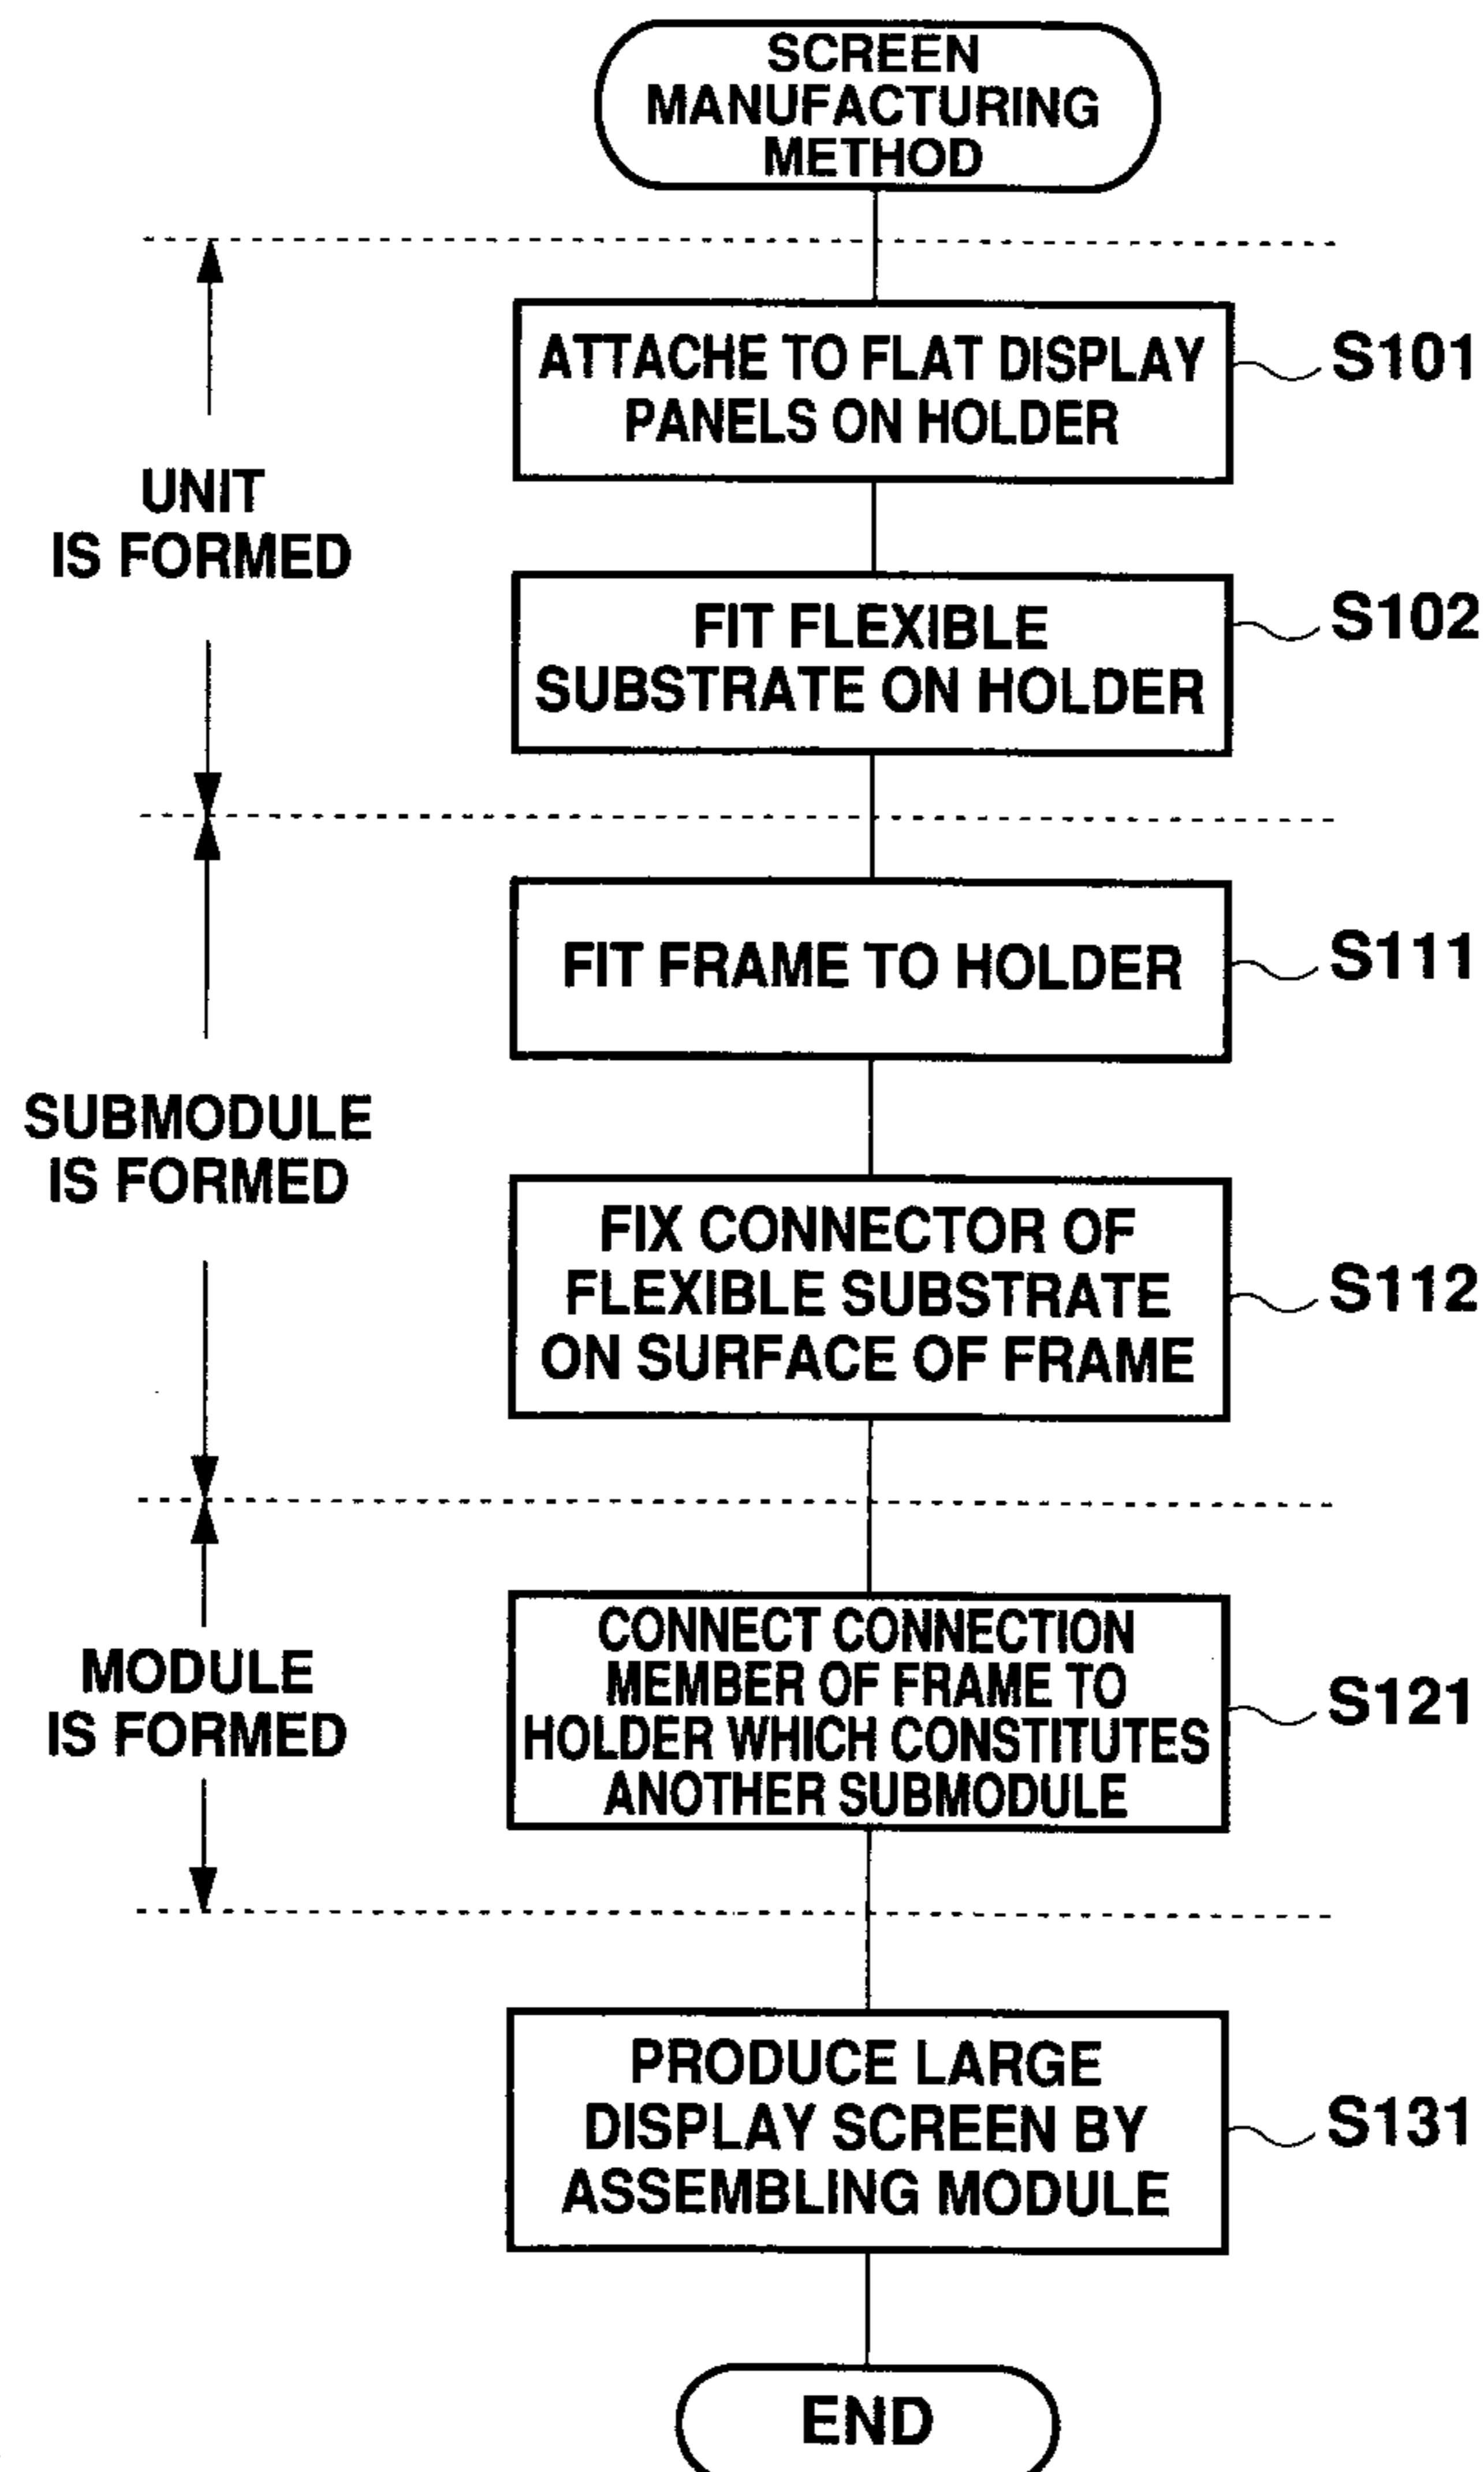 SCREEN
MANUFACTURING
METHOD
ATTACHE TO FLAT DISPLAY
PANELS ON HOLDER
S101
UNIT
IS FORMED
FIT FLEXIBLE
SUBSTRATE ON HOLDER
S102
FIT FRAME TO HOLDER
S111
SUBMODULE
IS FORMED
FIX CONNECTOR OF
FLEXIBLE SUBSTRATE
ON SURFACE OF FRAME
S112
MODULE
IS FORMED
CONNECT CONNECTION
MEMBER OF FRAME TO
HOLDER WHICH CONSTITUTES
ANOTHER SUBMODULE
S121
PRODUCE LARGE
DISPLAY SCREEN BY
ASSEMBLING MODULE
S131
END